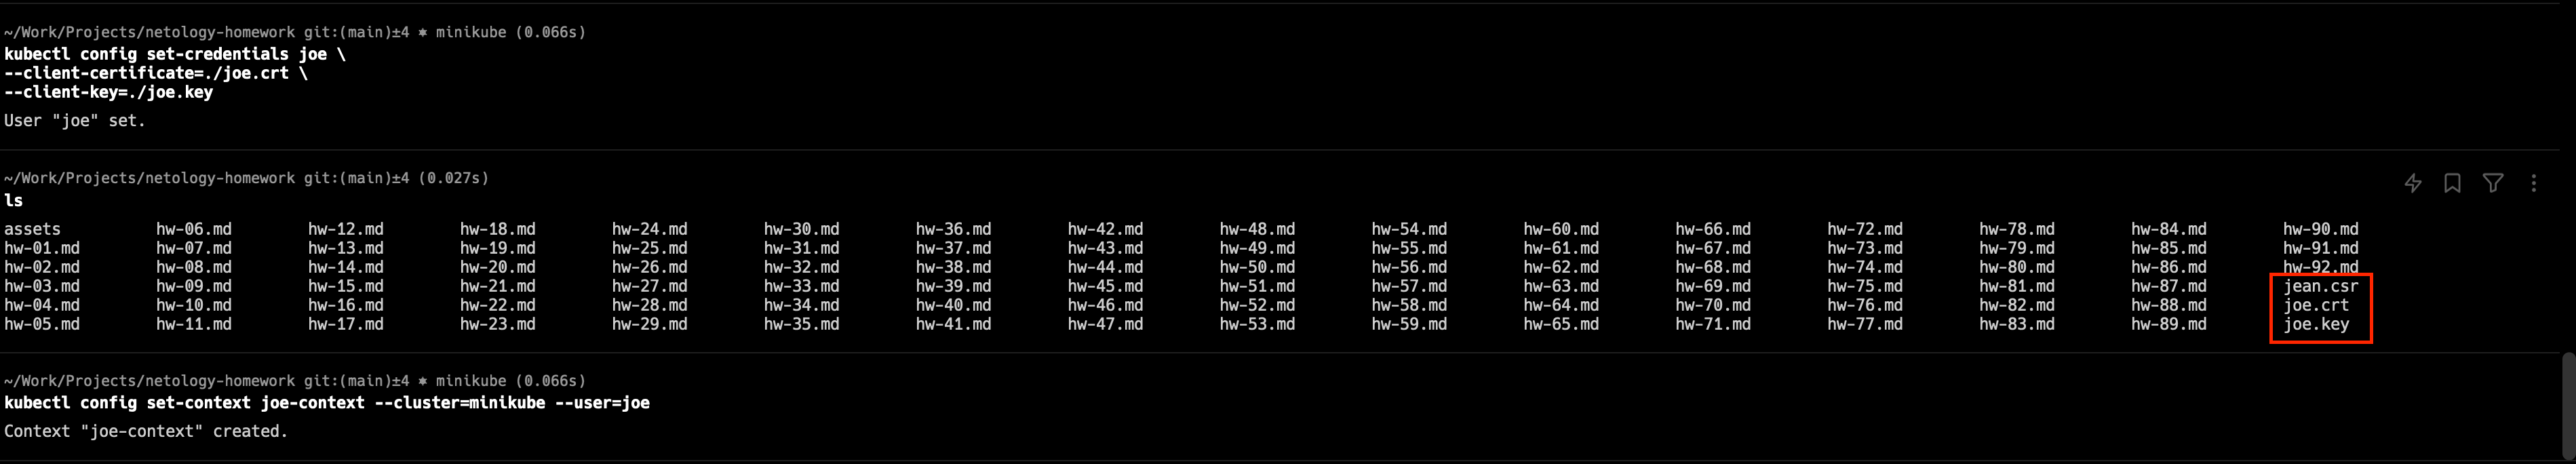 ~/Work/Projects/netology-homework git:(main)±4 ⎈ minikube (0.066s)
kubectl config set-credentials joe \
--client-certificate=./joe.crt \
--client-key=./joe.key
User "joe" set.
~/Work/Projects/netology-homework git:(main)±4 (0.027s)
ls
assets hw-06.md hw-12.md hw-18.md hw-24.md hw-30.md hw-36.md hw-42.md hw-48.md hw-54.md hw-60.md hw-66.md hw-72.md hw-78.md hw-84.md hw-90.md
hw-01.md hw-07.md hw-13.md hw-19.md hw-25.md hw-31.md hw-37.md hw-43.md hw-49.md hw-55.md hw-61.md hw-67.md hw-73.md hw-79.md hw-85.md hw-91.md
hw-02.md hw-08.md hw-14.md hw-20.md hw-26.md hw-32.md hw-38.md hw-44.md hw-50.md hw-56.md hw-62.md hw-68.md hw-74.md hw-80.md hw-86.md hw-92.md
hw-03.md hw-09.md hw-15.md hw-21.md hw-27.md hw-33.md hw-39.md hw-45.md hw-51.md hw-57.md hw-63.md hw-69.md hw-75.md hw-81.md hw-87.md jean.csr
hw-04.md hw-10.md hw-16.md hw-22.md hw-28.md hw-34.md hw-40.md hw-46.md hw-52.md hw-58.md hw-64.md hw-70.md hw-76.md hw-82.md hw-88.md joe.crt
hw-05.md hw-11.md hw-17.md hw-23.md hw-29.md hw-35.md hw-41.md hw-47.md hw-53.md hw-59.md hw-65.md hw-71.md hw-77.md hw-83.md hw-89.md joe.key
~/Work/Projects/netology-homework git:(main)±4 ⎈ minikube (0.066s)
kubectl config set-context joe-context --cluster=minikube --user=joe
Context "joe-context" created.